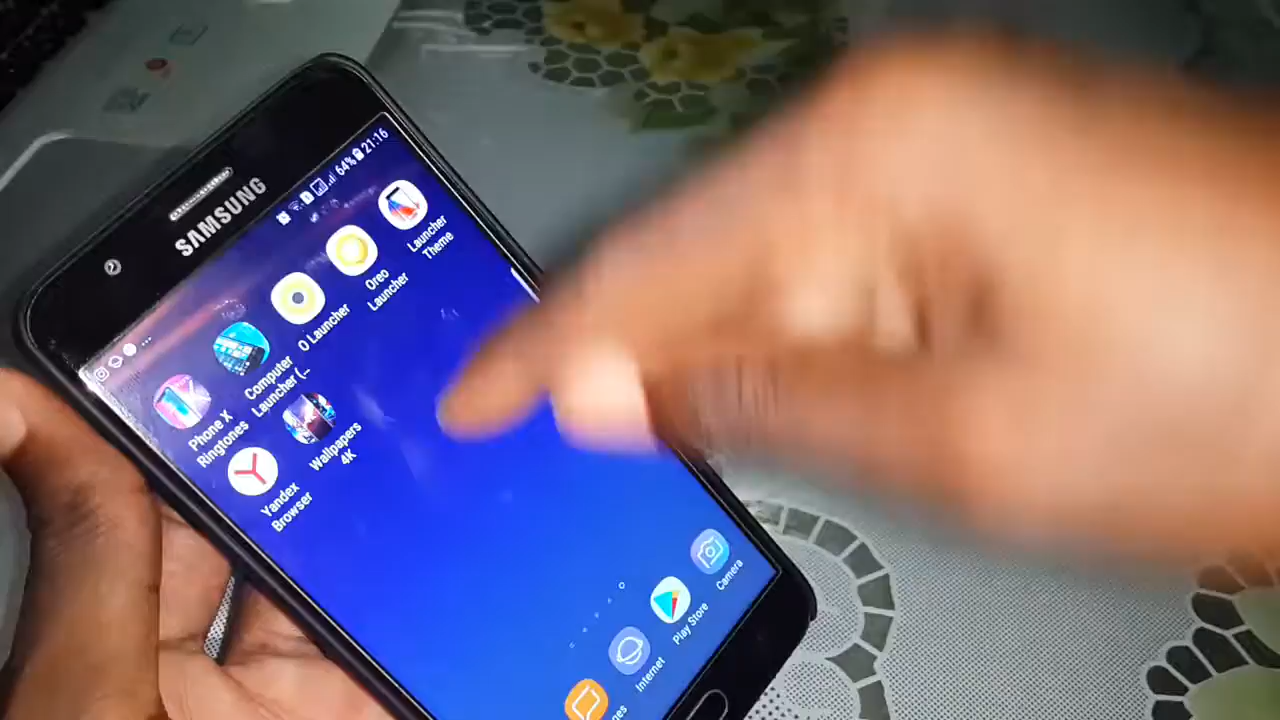 SAMSUNG
64% 21:16
Phone X
Ringtones
Computer
Launcher (...
O Launcher
Oreo
Launcher
Launcher
Theme
Yandex
Browser
Wallpapers
4K
Internet
Play Store
Camera